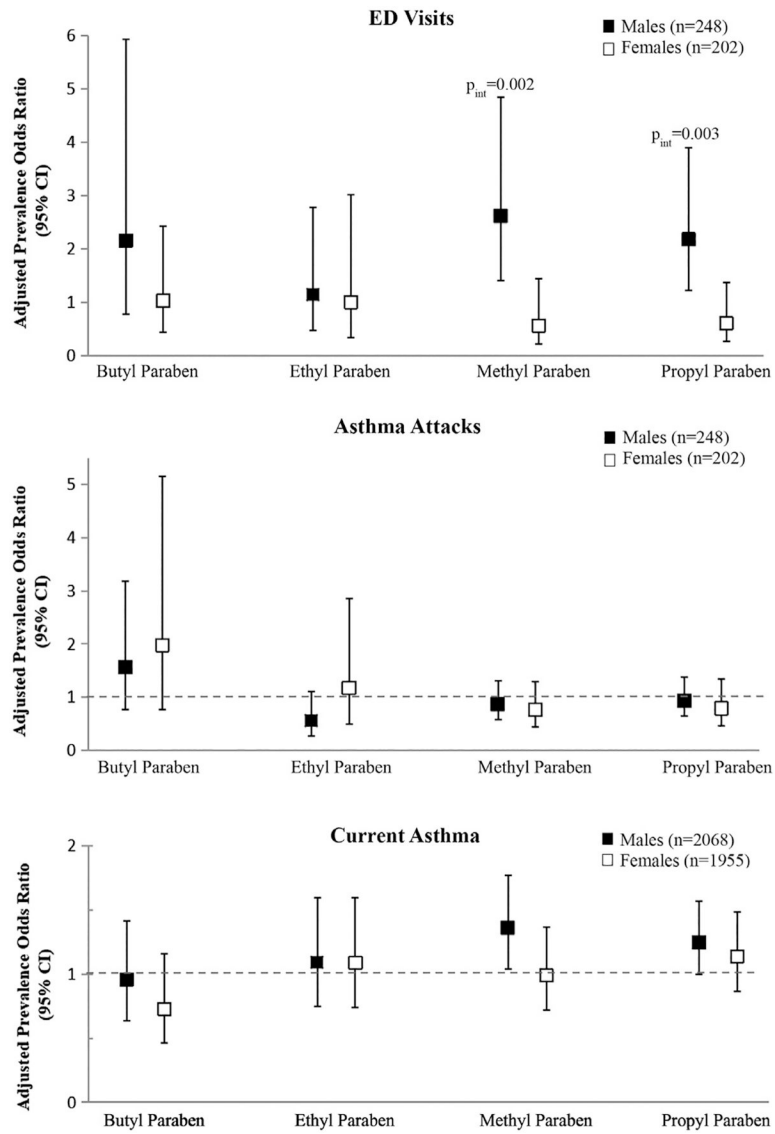 ED Visits
Males (n=248)
Females (n=202)
Adjusted Prevalence Odds Ratio
(95% CI)
6
5
4
3
2
1
0
p_int=0.002
p_int=0.003
Butyl Paraben Ethyl Paraben Methyl Paraben Propyl Paraben
Asthma Attacks
Males (n=248)
Females (n=202)
Adjusted Prevalence Odds Ratio
(95% CI)
5
4
3
2
1
0
Butyl Paraben Ethyl Paraben Methyl Paraben Propyl Paraben
Current Asthma
Males (n=2068)
Females (n=1955)
Adjusted Prevalence Odds Ratio
(95% CI)
2
1
0
Butyl Paraben Ethyl Paraben Methyl Paraben Propyl Paraben